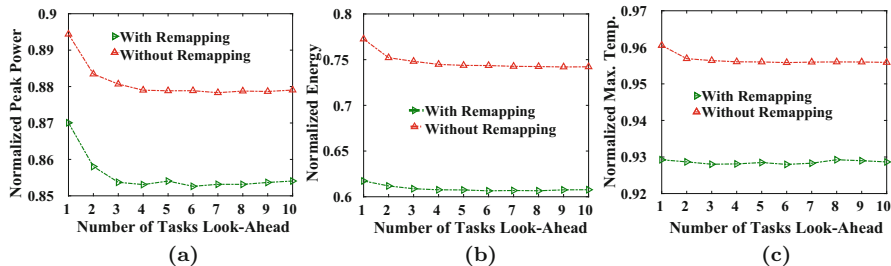 Normalized Peak Power
0.9
0.89
0.88
0.87
0.86
0.85
With Remapping
Without Remapping
1 2 3 4 5 6 7 8 9 10
Number of Tasks Look-Ahead
(a)
Normalized Energy
0.8
0.75
0.7
0.65
0.6
With Remapping
Without Remapping
1 2 3 4 5 6 7 8 9 10
Number of Tasks Look-Ahead
(b)
Normalized Max. Temp.
0.97
0.96
0.95
0.94
0.93
0.92
With Remapping
Without Remapping
1 2 3 4 5 6 7 8 9 10
Number of Tasks Look-Ahead
(c)